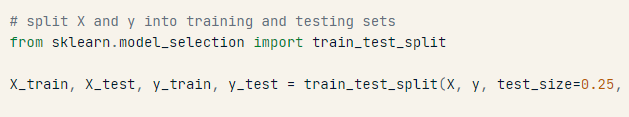 # split X and y into training and testing sets
from sklearn.model_selection import train_test_split
X_train, X_test, y_train, y_test = train_test_split(X, y, test_size=0.25,